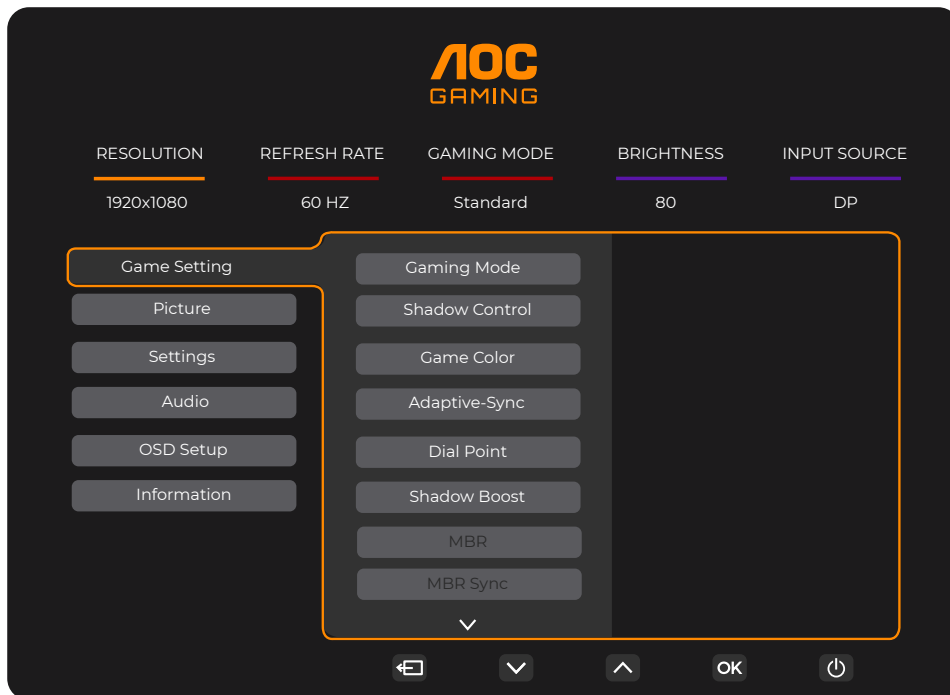 AOC
GAMING
RESOLUTION REFRESH RATE GAMING MODE BRIGHTNESS INPUT SOURCE
1920x1080 60 HZ Standard 80 DP
Game Setting
Picture
Settings
Audio
OSD Setup
Information
Gaming Mode
Shadow Control
Game Color
Adaptive-Sync
Dial Point
Shadow Boost
MBR
MBR Sync
OK